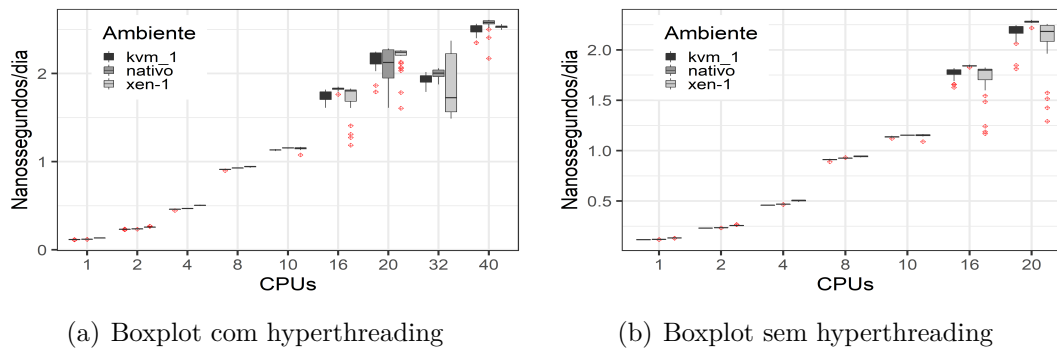 Ambiente
kvm_1
nativo
xen-1
Nanossegundos/dia
2
1
0
1 2 4 8 10 16 20 32 40
CPUs
(a) Boxplot com hyperthreading
Ambiente
kvm_1
nativo
xen-1
Nanossegundos/dia
2.0
1.5
1.0
0.5
1 2 4 8 10 16 20
CPUs
(b) Boxplot sem hyperthreading